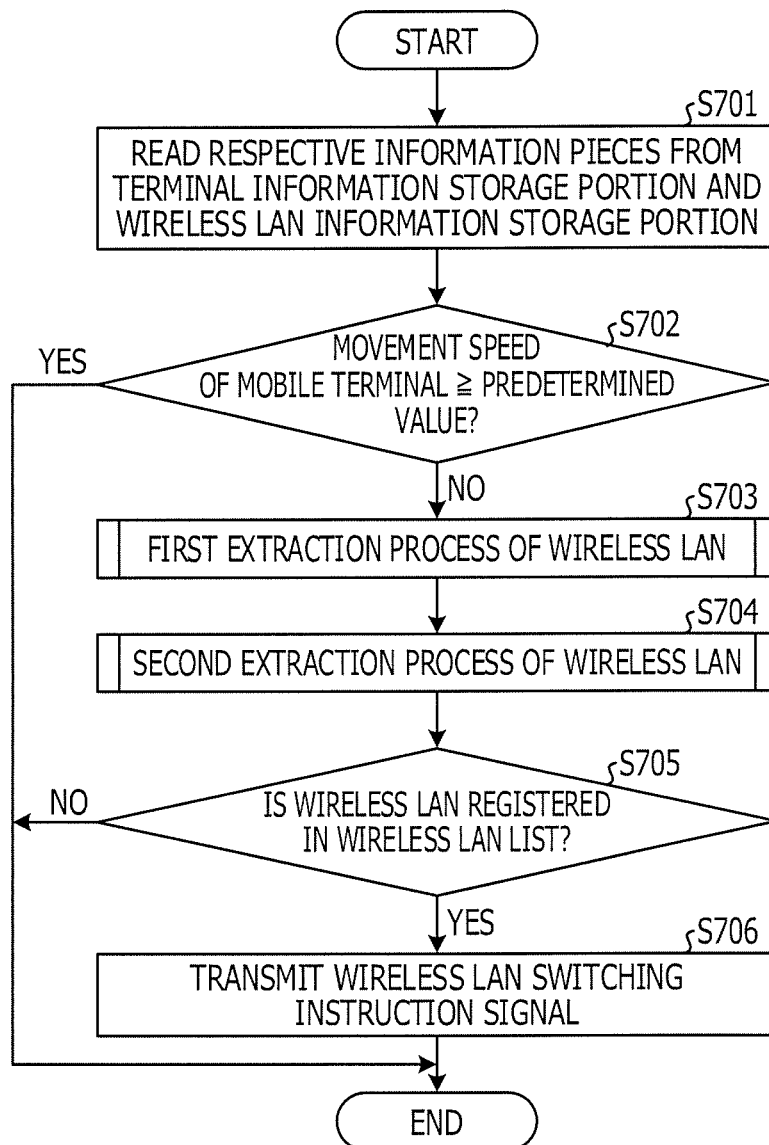 START
S701
READ RESPECTIVE INFORMATION PIECES FROM
TERMINAL INFORMATION STORAGE PORTION AND
WIRELESS LAN INFORMATION STORAGE PORTION
S702
YES
MOVEMENT SPEED
OF MOBILE TERMINAL ≧ PREDETERMINED
VALUE?
NO
S703
FIRST EXTRACTION PROCESS OF WIRELESS LAN
S704
SECOND EXTRACTION PROCESS OF WIRELESS LAN
S705
NO
IS WIRELESS LAN REGISTERED
IN WIRELESS LAN LIST?
YES
S706
TRANSMIT WIRELESS LAN SWITCHING
INSTRUCTION SIGNAL
END